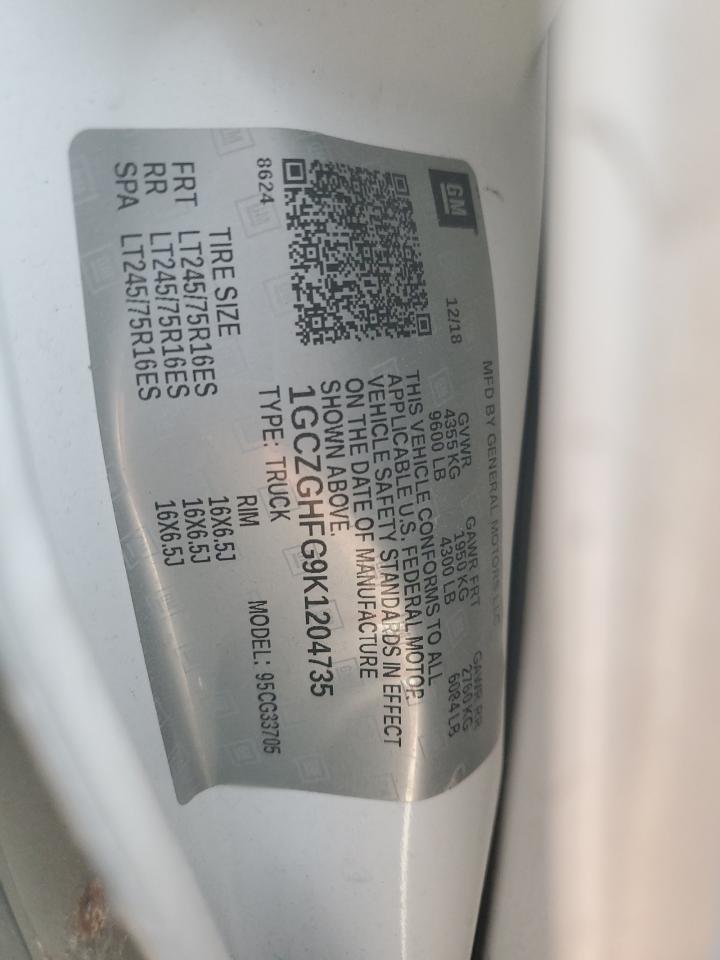 MFD BY GENERAL MOTORS LLC
GM
12/18
GVWR
4355 KG
9600 LB
GAWR FRT
1950 KG
4300 LB
GAWR RR
2760 KG
6084 LB
THIS VEHICLE CONFORMS TO ALL
APPLICABLE U.S. FEDERAL MOTOR
VEHICLE SAFETY STANDARDS IN EFFECT
ON THE DATE OF MANUFACTURE
SHOWN ABOVE.
1GCZGHFG9K1204735
TYPE: TRUCK
8624
MODEL: 95CG33705
TIRE SIZE RIM
FRT LT245/75R16ES 16X6.5J
RR LT245/75R16ES 16X6.5J
SPA LT245/75R16ES 16X6.5J